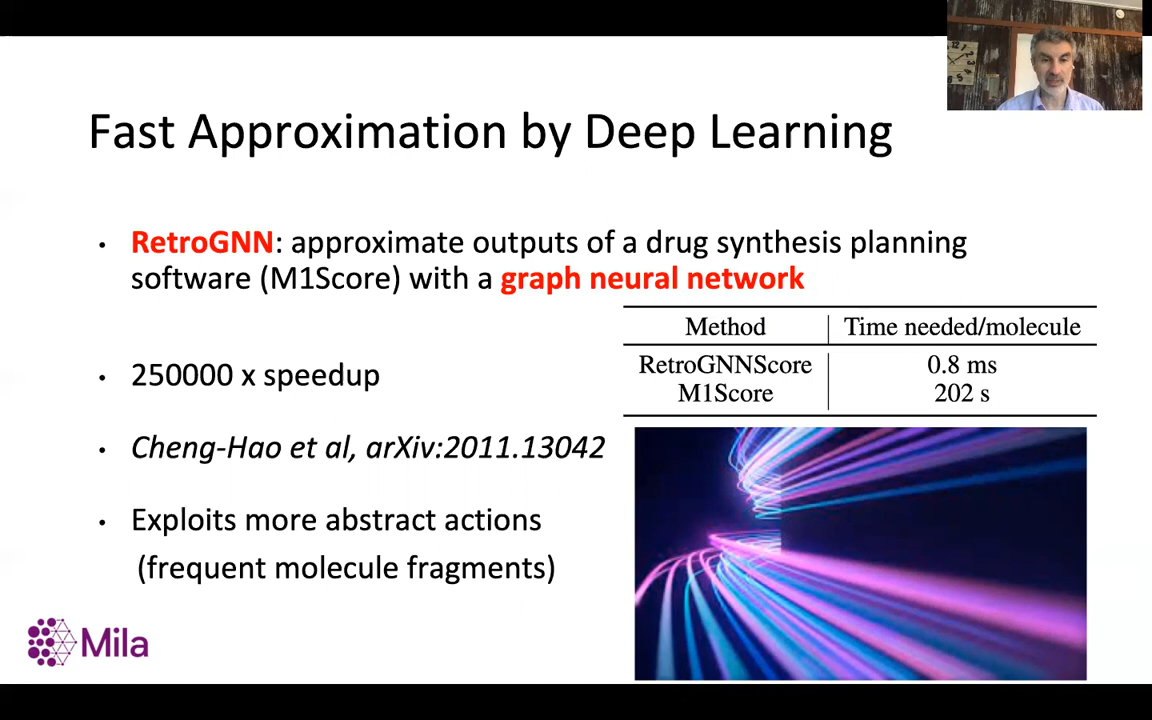 Fast Approximation by Deep Learning
• RetroGNN: approximate outputs of a drug synthesis planning
software (M1Score) with a graph neural network
Method Time needed/molecule
RetroGNNScore 0.8 ms
M1Score 202 s
• 250000 x speedup
• Cheng-Hao et al, arXiv:2011.13042
• Exploits more abstract actions
(frequent molecule fragments)
Mila